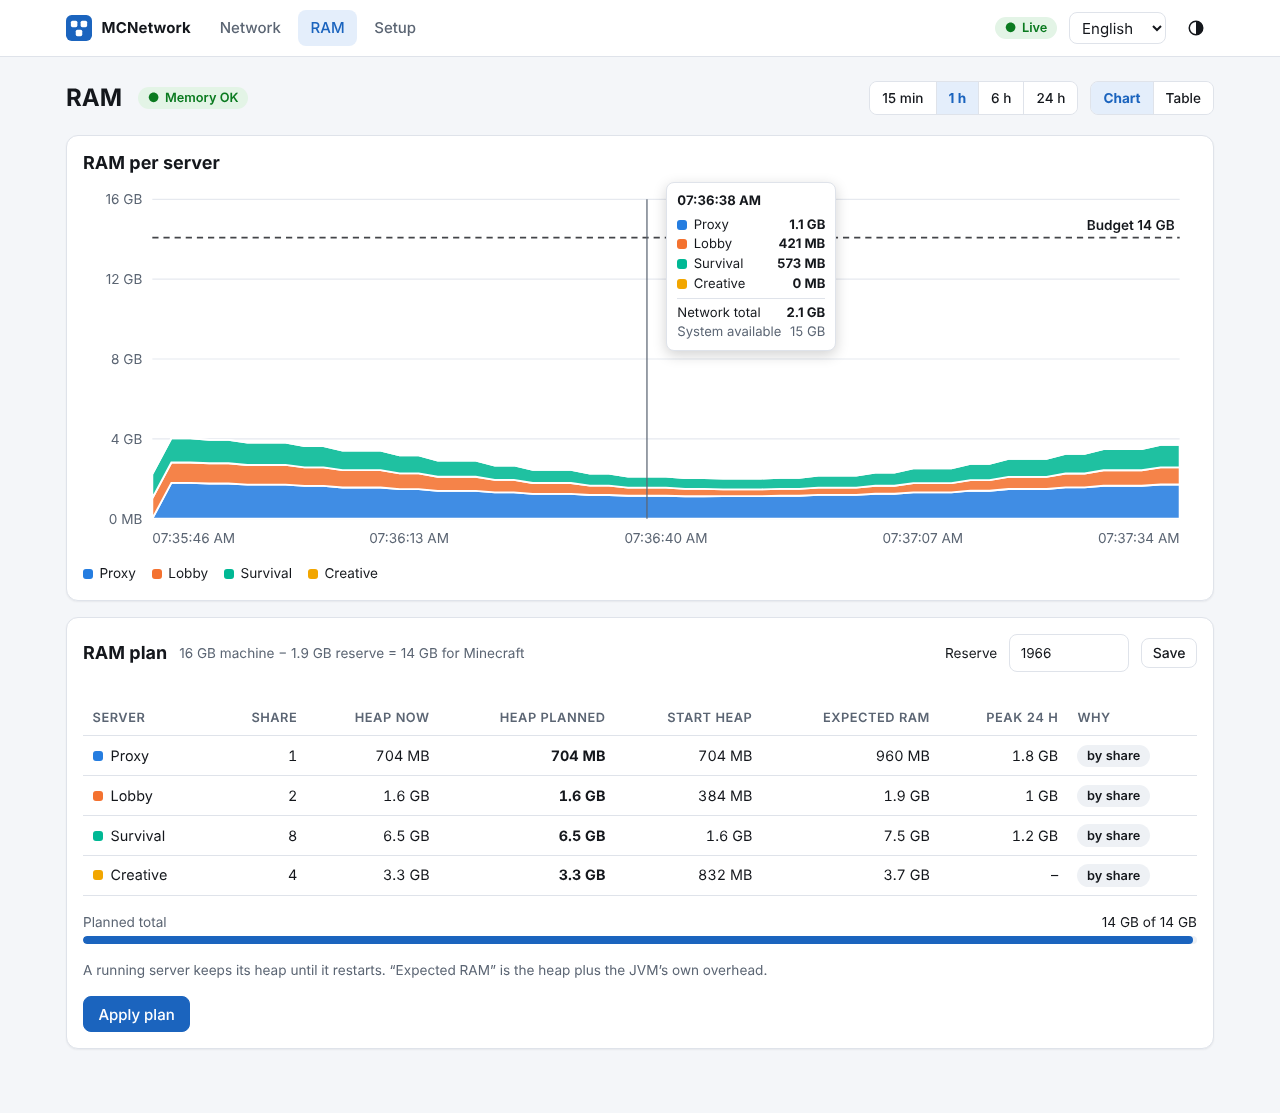 MCNetwork Network RAM Setup Live English
RAM Memory OK 15 min 1 h 6 h 24 h Chart Table
RAM per server
16 GB
12 GB
8 GB
4 GB
0 MB
Budget 14 GB
07:36:38 AM
Proxy 1.1 GB
Lobby 421 MB
Survival 573 MB
Creative 0 MB
Network total 2.1 GB
System available 15 GB
07:35:46 AM 07:36:13 AM 07:36:40 AM 07:37:07 AM 07:37:34 AM
Proxy Lobby Survival Creative
RAM plan 16 GB machine − 1.9 GB reserve = 14 GB for Minecraft Reserve 1966 Save
SERVER SHARE HEAP NOW HEAP PLANNED START HEAP EXPECTED RAM PEAK 24 H WHY
Proxy 1 704 MB 704 MB 704 MB 960 MB 1.8 GB by share
Lobby 2 1.6 GB 1.6 GB 384 MB 1.9 GB 1 GB by share
Survival 8 6.5 GB 6.5 GB 1.6 GB 7.5 GB 1.2 GB by share
Creative 4 3.3 GB 3.3 GB 832 MB 3.7 GB – by share
Planned total 14 GB of 14 GB
A running server keeps its heap until it restarts. “Expected RAM” is the heap plus the JVM’s own overhead.
Apply plan